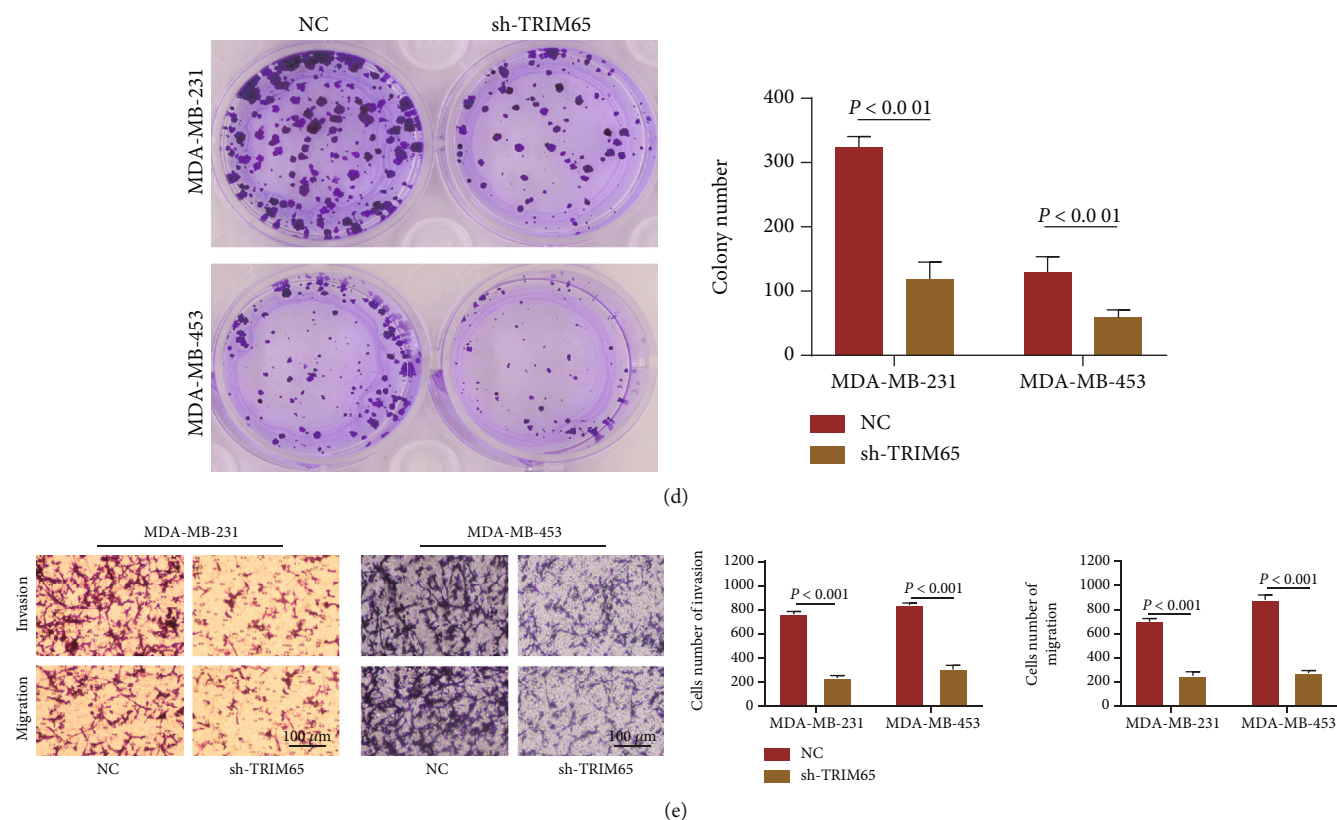 NC
sh-TRIM65
MDA-MB-231
MDA-MB-453
Colony number
400
300
200
100
0
P < 0.0 01
P < 0.0 01
MDA-MB-231
MDA-MB-453
NC
sh-TRIM65
(d)
MDA-MB-231
MDA-MB-453
Invasion
Migration
100 μm
100 μm
NC
sh-TRIM65
NC
sh-TRIM65
Cells number of invasion
1200
1000
800
600
400
200
0
P < 0.001
P < 0.001
MDA-MB-231
MDA-MB-453
NC
sh-TRIM65
Cells number of
migration
1200
1000
800
600
400
200
0
P < 0.001
P < 0.001
MDA-MB-231
MDA-MB-453
(e)